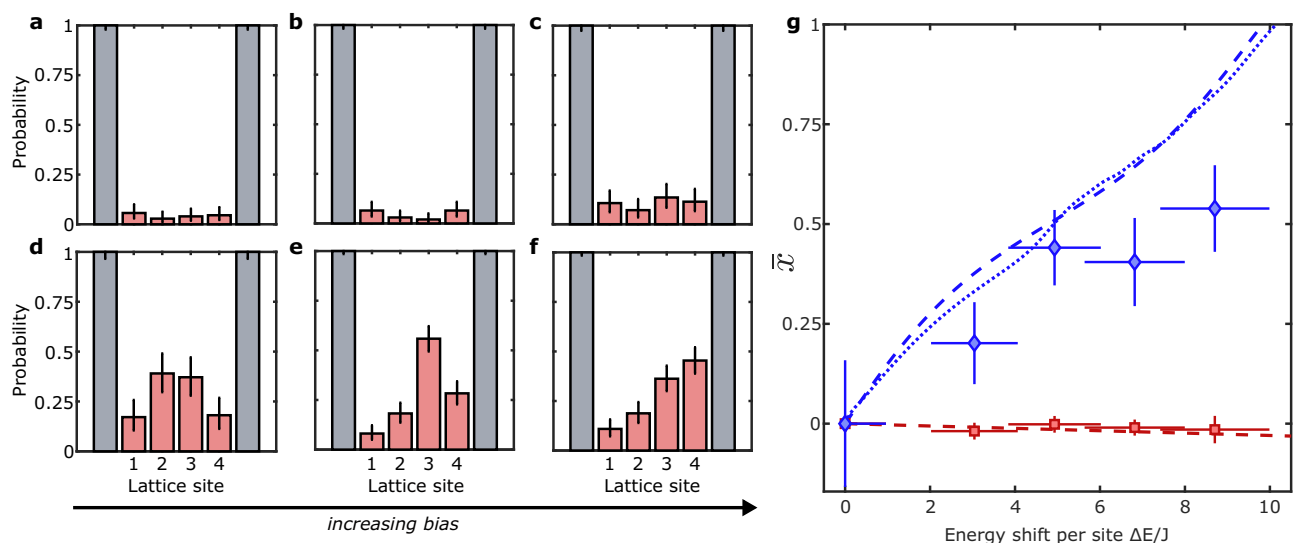 a
b
c
g
Probability
1
0.75
0.5
0.25
0
d
e
f
Probability
1
0.75
0.5
0.25
0
1 2 3 4
1 2 3 4
1 2 3 4
Lattice site
Lattice site
Lattice site
increasing bias
x̅
1
0.75
0.5
0.25
0
0 2 4 6 8 10
Energy shift per site ΔE/J